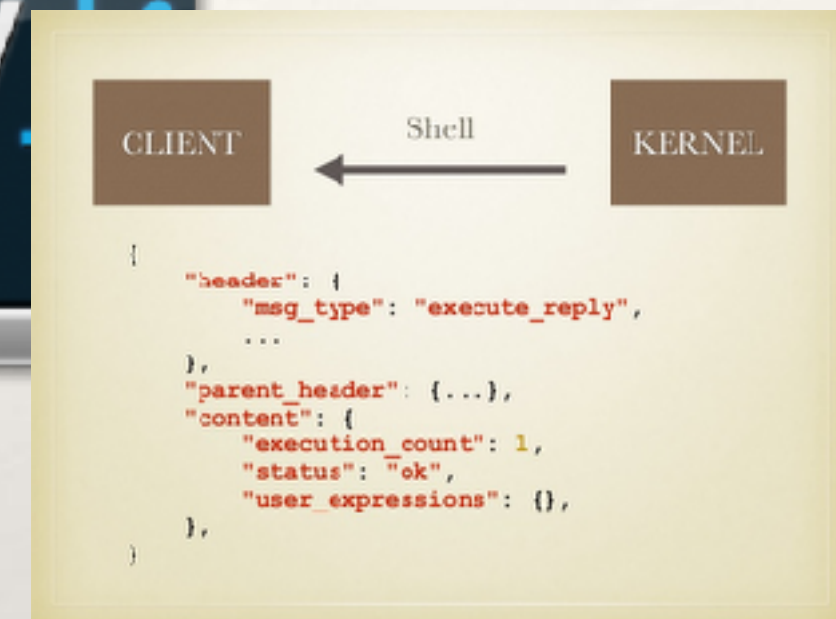 CLIENT
Shell
KERNEL
{
"header": {
"msg_type": "execute_reply",
...
},
"parent_header": {...},
"content": {
"execution_count": 1,
"status": "ok",
"user_expressions": {},
},
}